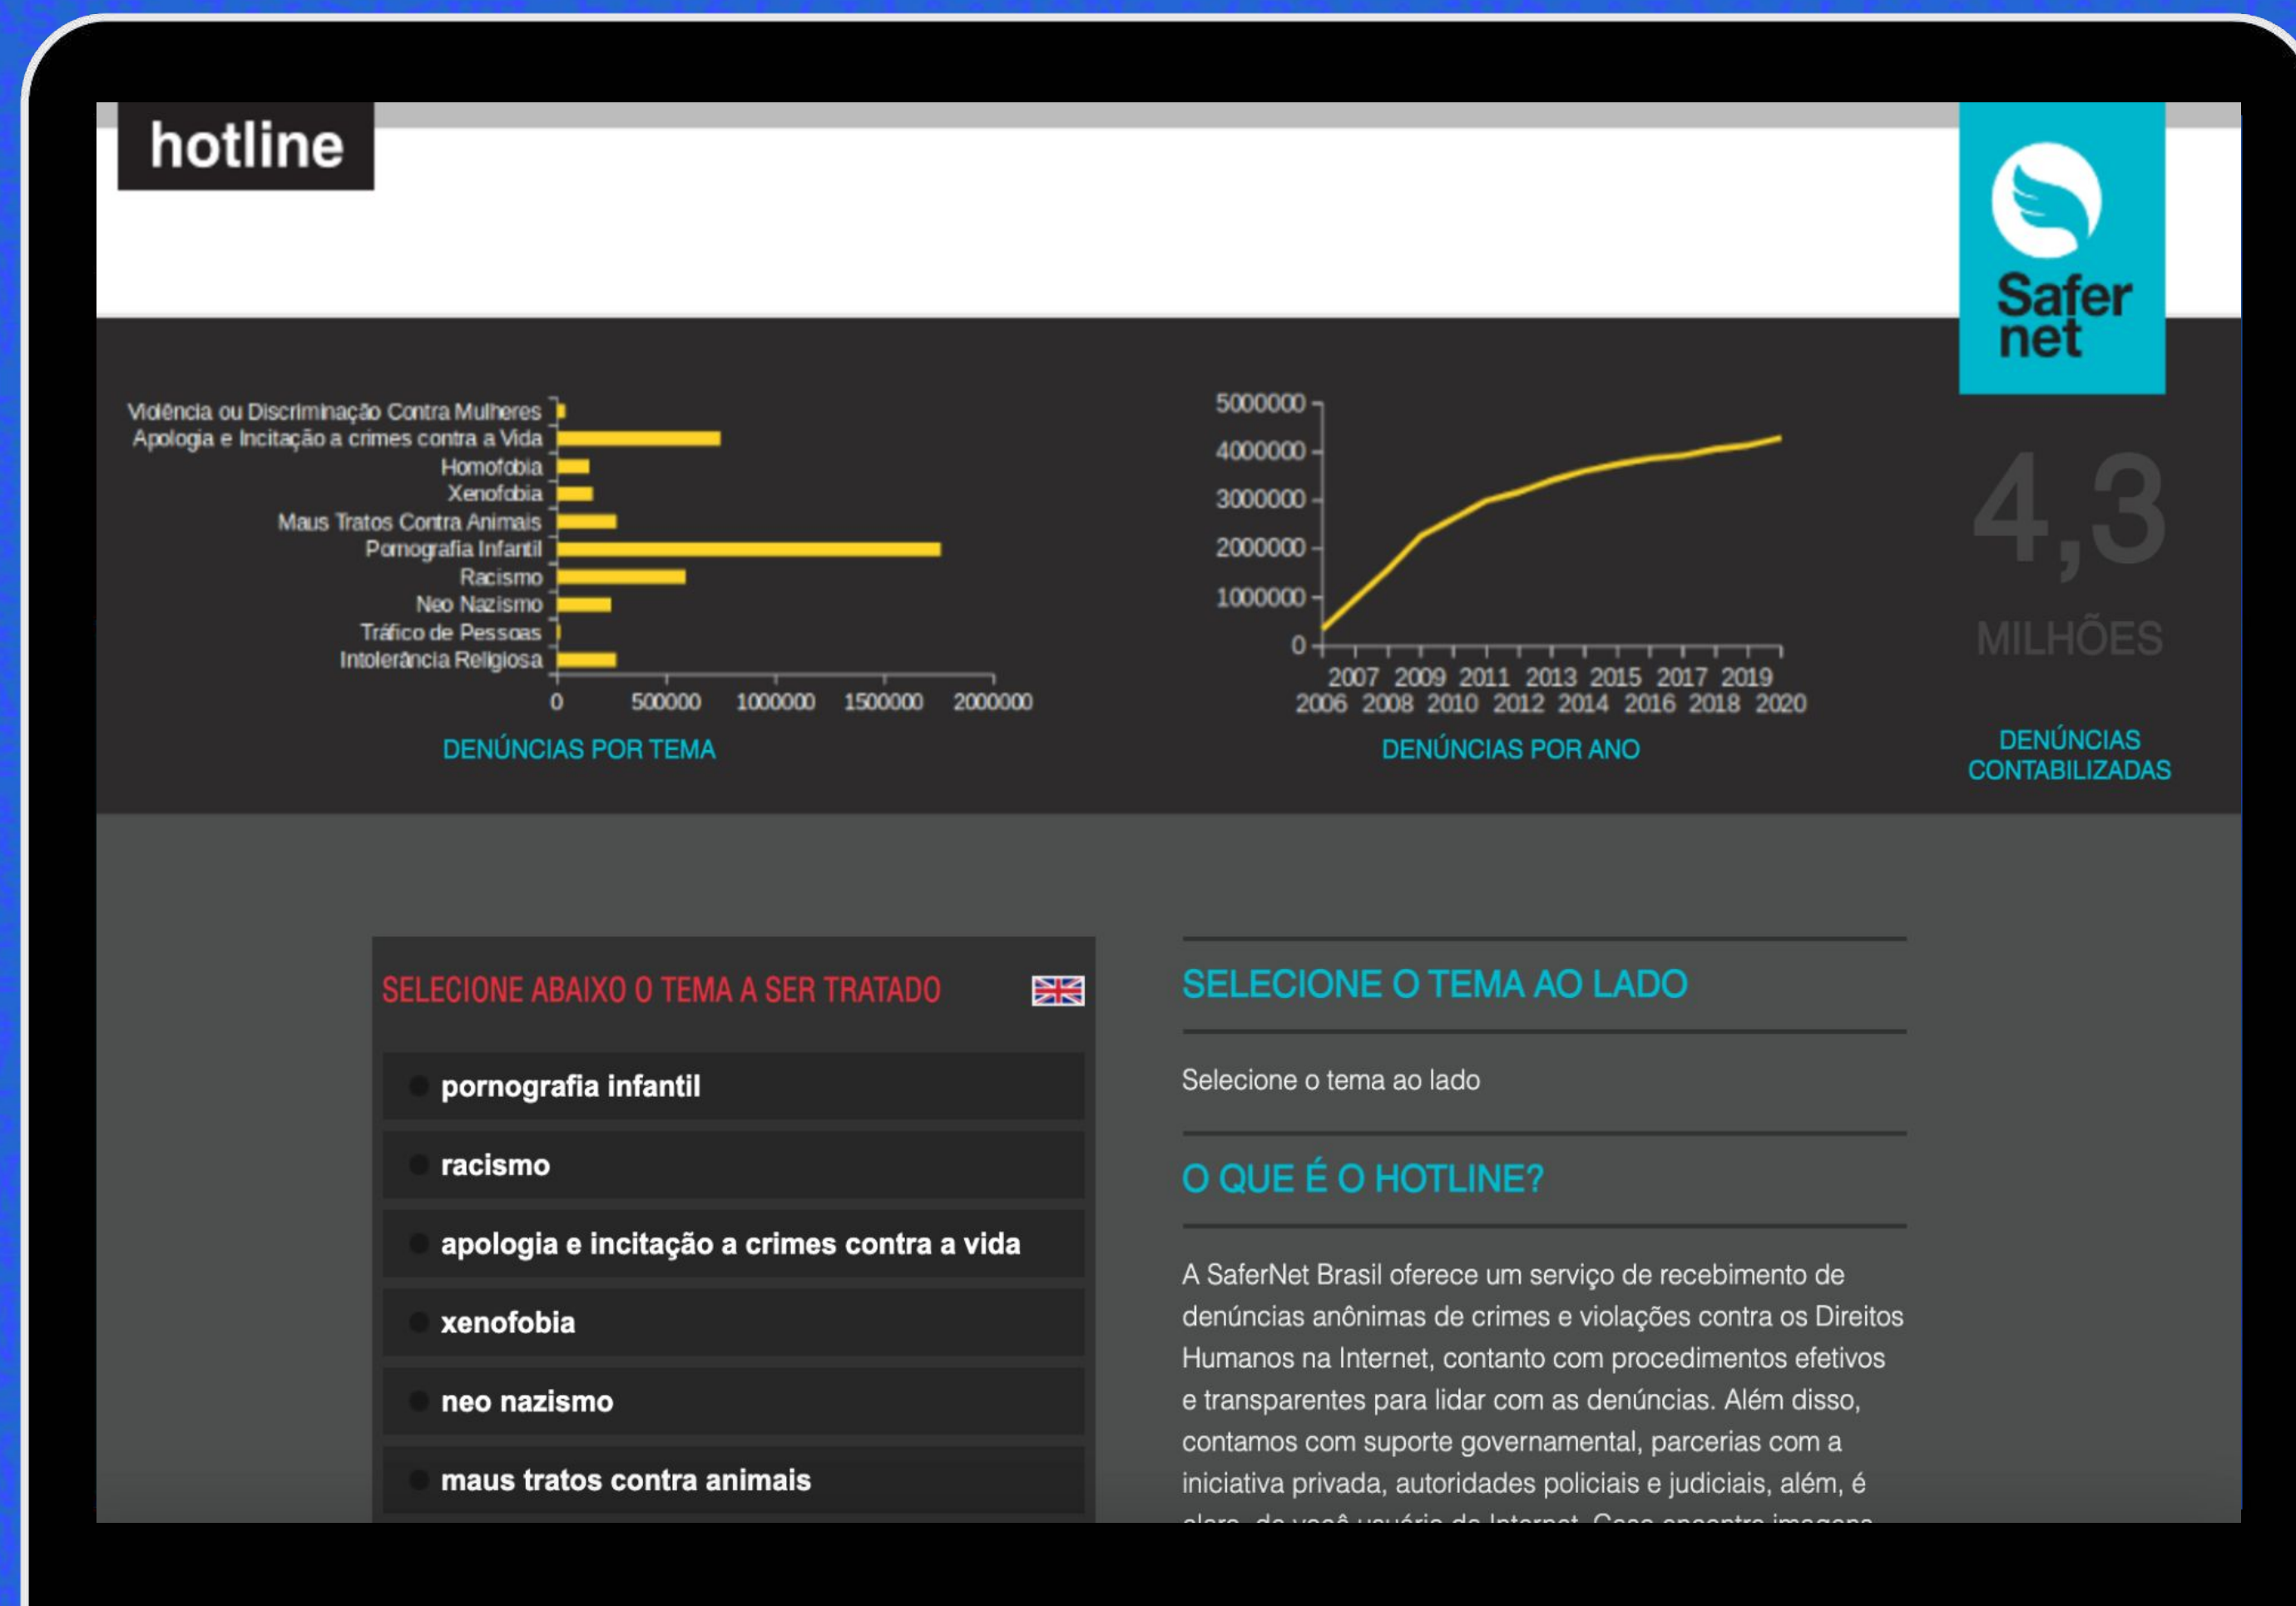 hotline
Safer
net
Violência ou Discriminação Contra Mulheres
Apologia e Incitação a crimes contra a Vida
Homofobia
Xenofobia
Maus Tratos Contra Animais
Pornografia Infantil
Racismo
Neo Nazismo
Tráfico de Pessoas
Intolerância Religiosa
0 500000 1000000 1500000 2000000
DENÚNCIAS POR TEMA
5000000
4000000
3000000
2000000
1000000
0
2007 2009 2011 2013 2015 2017 2019
2006 2008 2010 2012 2014 2016 2018 2020
DENÚNCIAS POR ANO
4,3
MILHÕES
DENÚNCIAS
CONTABILIZADAS
SELECIONE ABAIXO O TEMA A SER TRATADO
pornografia infantil
racismo
apologia e incitação a crimes contra a vida
xenofobia
neo nazismo
maus tratos contra animais
SELECIONE O TEMA AO LADO
Selecione o tema ao lado
O QUE É O HOTLINE?
A SaferNet Brasil oferece um serviço de recebimento de
denúncias anônimas de crimes e violações contra os Direitos
Humanos na Internet, contanto com procedimentos efetivos
e transparentes para lidar com as denúncias. Além disso,
contamos com suporte governamental, parcerias com a
iniciativa privada, autoridades policiais e judiciais, além, é